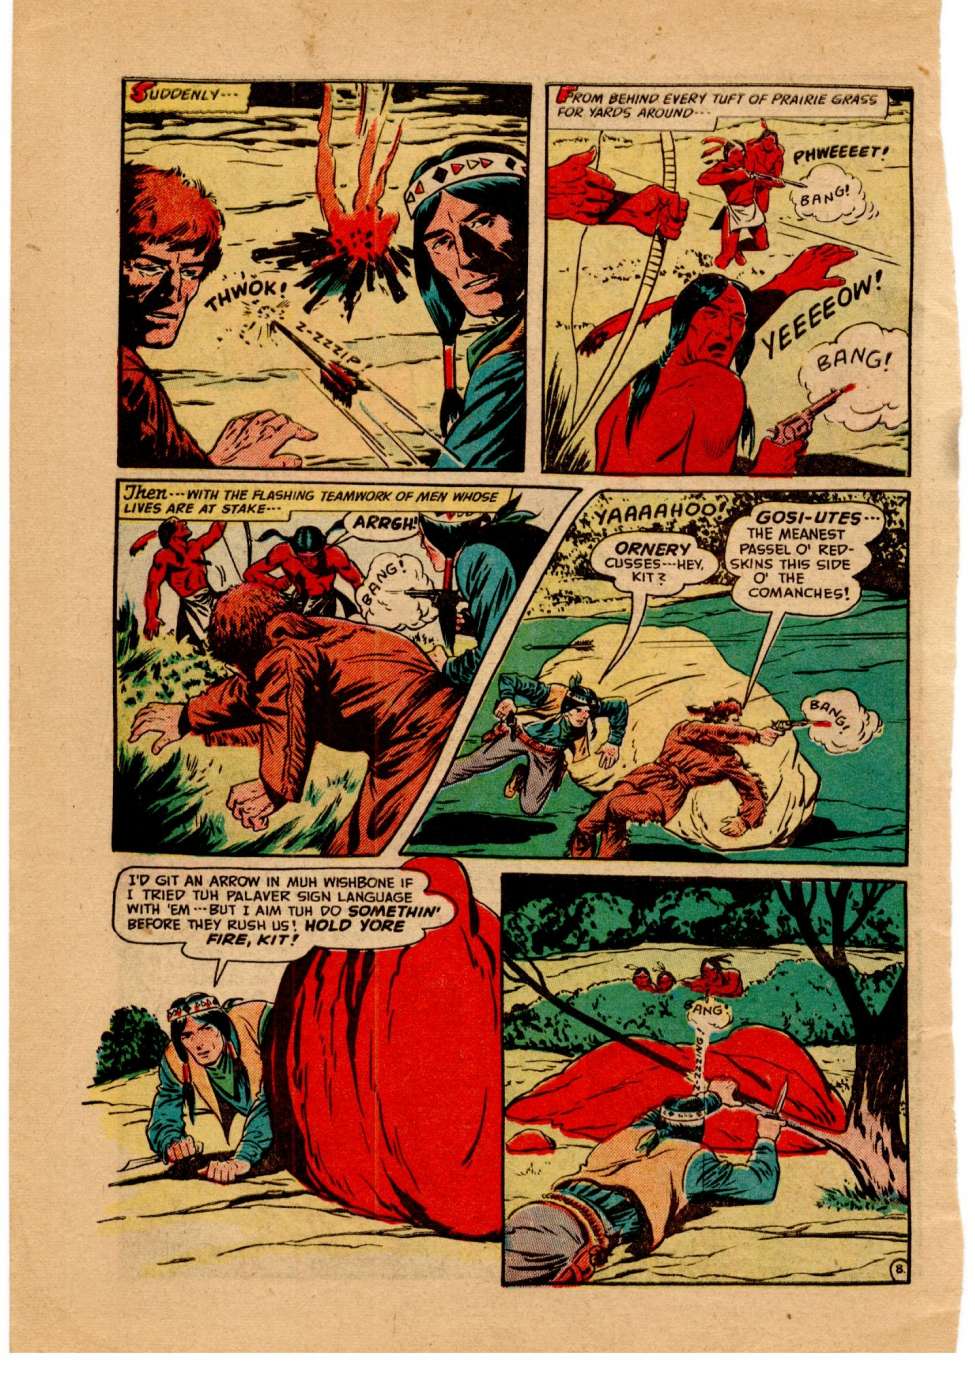 SUDDENLY---
THWOK!
Z-ZZZZIP
FROM BEHIND EVERY TUFT OF PRAIRIE GRASS
FOR YARDS AROUND---
PHWEEEET!
BANG!
YEEEEOW!
BANG!
Then---WITH THE FLASHING TEAMWORK OF MEN WHOSE
LIVES ARE AT STAKE---
ARRGH!
BANG!
YAAAAHOO!
ORNERY
CUSSES---HEY,
KIT?
GOSI-UTES---
THE MEANEST
PASSEL O' RED-
SKINS THIS SIDE
O' THE
COMANCHES!
BANG!
I'D GIT AN ARROW IN MUH WISHBONE IF
I TRIED TUH PALAVER SIGN LANGUAGE
WITH 'EM---BUT I AIM TUH DO SOMETHIN'
BEFORE THEY RUSH US! HOLD YORE
FIRE, KIT!
BANG!
Z-ZZZING!
8.